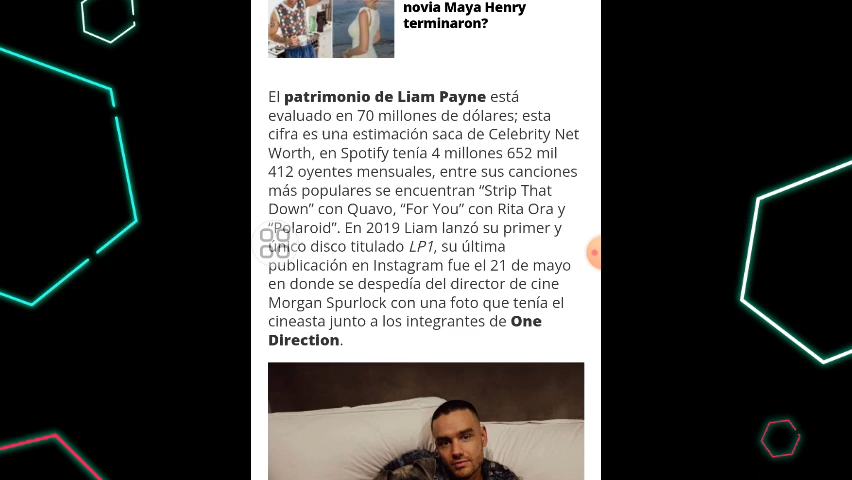 novia Maya Henry
terminaron?
El patrimonio de Liam Payne está
evaluado en 70 millones de dólares; esta
cifra es una estimación saca de Celebrity Net
Worth, en Spotify tenía 4 millones 652 mil
412 oyentes mensuales, entre sus canciones
más populares se encuentran “Strip That
Down” con Quavo, “For You” con Rita Ora y
“Polaroid”. En 2019 Liam lanzó su primer y
único disco titulado LP1, su última
publicación en Instagram fue el 21 de mayo
en donde se despedía del director de cine
Morgan Spurlock con una foto que tenía el
cineasta junto a los integrantes de One
Direction.